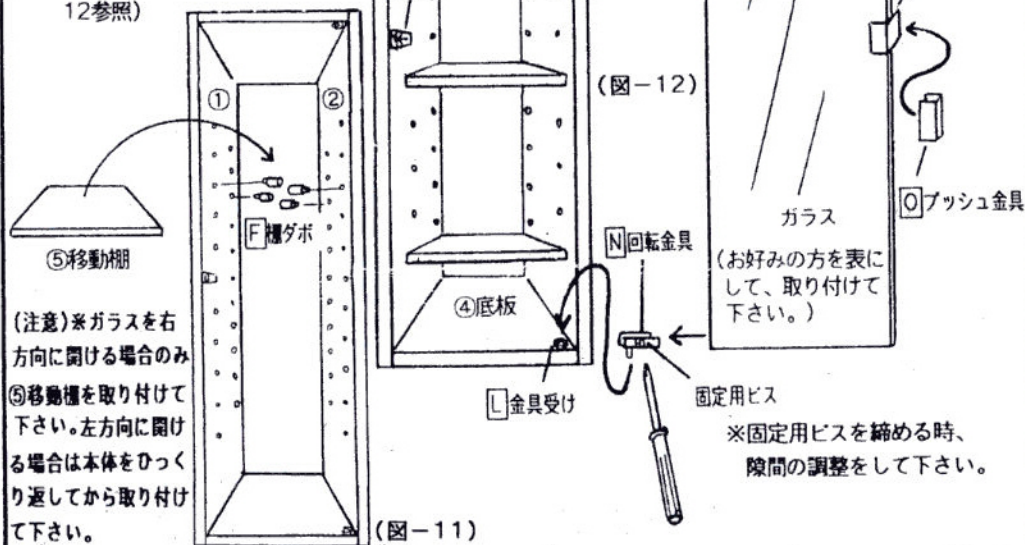 12参照)
①
②
F棚ダボ
⑤移動棚
(注意)※ガラスを右
方向に開ける場合のみ
⑤移動棚を取り付けて
下さい。左方向に開け
る場合は本体をひっく
り返してから取り付け
て下さい。
(図-11)
(図-12)
④底板
L金具受け
N回転金具
固定用ビス
ガラス
(お好みの方を表に
して、取り付けて
下さい。)
Oプッシュ金具
※固定用ビスを締める時、
隙間の調整をして下さい。